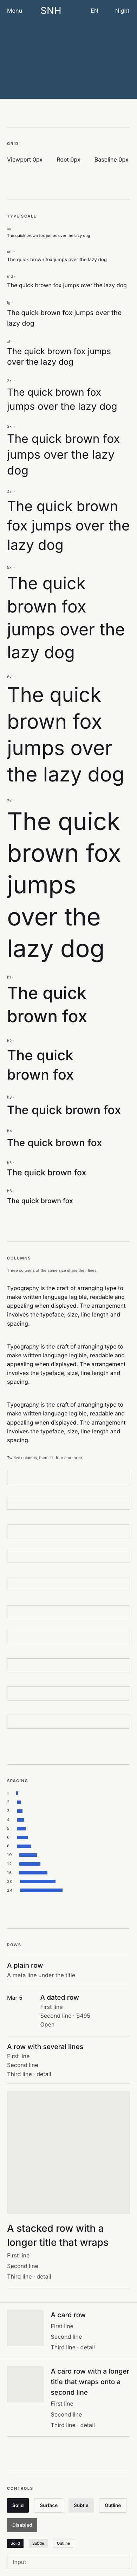 Menu SNH EN Night
GRID
Viewport 0px Root 0px Baseline 0px
TYPE SCALE
xs ·
The quick brown fox jumps over the lazy dog
sm ·
The quick brown fox jumps over the lazy dog
md ·
The quick brown fox jumps over the lazy dog
lg ·
The quick brown fox jumps over the
lazy dog
xl ·
The quick brown fox jumps
over the lazy dog
2xl ·
The quick brown fox
jumps over the lazy dog
3xl ·
The quick brown fox
jumps over the lazy
dog
4xl ·
The quick brown
fox jumps over the
lazy dog
5xl ·
The quick
brown fox
jumps over the
lazy dog
6xl ·
The quick
brown fox
jumps over
the lazy dog
7xl ·
The quick
brown fox
jumps
over the
lazy dog
h1 ·
The quick
brown fox
h2 ·
The quick
brown fox
h3 ·
The quick brown fox
h4 ·
The quick brown fox
h5 ·
The quick brown fox
h6 ·
The quick brown fox
COLUMNS
Three columns of the same size share their lines.
Typography is the craft of arranging type to
make written language legible, readable and
appealing when displayed. The arrangement
involves the typeface, size, line length and
spacing.
Typography is the craft of arranging type to
make written language legible, readable and
appealing when displayed. The arrangement
involves the typeface, size, line length and
spacing.
Typography is the craft of arranging type to
make written language legible, readable and
appealing when displayed. The arrangement
involves the typeface, size, line length and
spacing.
Twelve columns, then six, four and three.
SPACING
1
2
3
4
5
6
8
10
12
16
20
24
ROWS
A plain row
A meta line under the title
Mar 5 A dated row
First line
Second line · $495
Open
A row with several lines
First line
Second line
Third line · detail
A stacked row with a
longer title that wraps
First line
Second line
Third line · detail
A card row
First line
Second line
Third line · detail
A card row with a longer
title that wraps onto a
second line
First line
Second line
Third line · detail
CONTROLS
Solid Surface Subtle Outline
Disabled
Solid Subtle Outline
Input